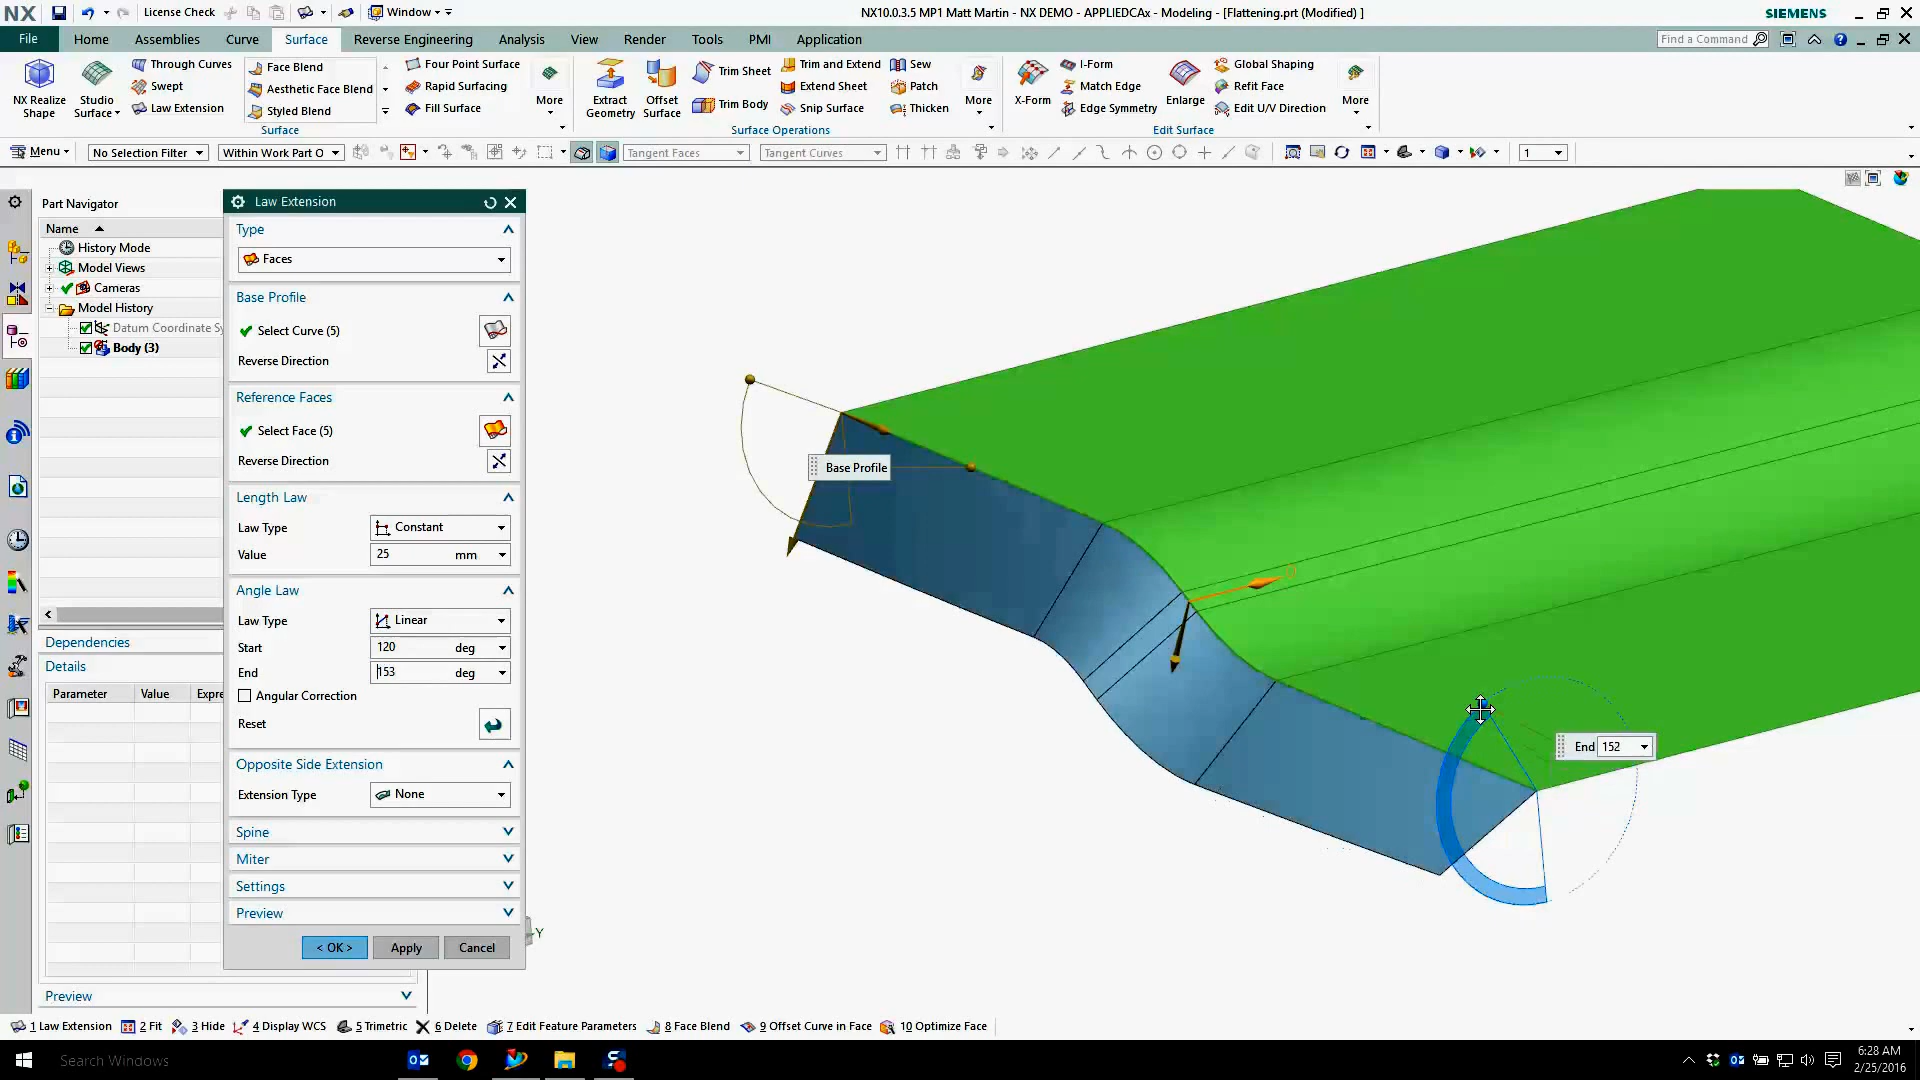 NX License Check Window NX10.0.3.5 MP1 Matt Martin - NX DEMO - APPLIEDCAx - Modeling - [Flattening.prt (Modified) ] SIEMENS
File Home Assemblies Curve Surface Reverse Engineering Analysis View Render Tools PMI Application Find a Command
NX Realize Shape
Studio Surface
Through Curves
Swept
Law Extension
Face Blend
Aesthetic Face Blend
Styled Blend
Four Point Surface
Rapid Surfacing
Fill Surface
More
Surface
Extract Geometry
Offset Surface
Trim Sheet
Trim Body
Trim and Extend
Extend Sheet
Snip Surface
Sew
Patch
Thicken
More
Surface Operations
X-Form
I-Form
Match Edge
Edge Symmetry
Enlarge
Global Shaping
Refit Face
Edit U/V Direction
More
Edit Surface
Menu No Selection Filter Within Work Part O Tangent Faces Tangent Curves 1
Part Navigator
Name
History Mode
Model Views
Cameras
Model History
Datum Coordinate Sy
Body (3)
Dependencies
Details
Parameter Value Expre
Preview
Law Extension
Type
Faces
Base Profile
Select Curve (5)
Reverse Direction
Reference Faces
Select Face (5)
Reverse Direction
Length Law
Law Type Constant
Value 25 mm
Angle Law
Law Type Linear
Start 120 deg
End 153 deg
Angular Correction
Reset
Opposite Side Extension
Extension Type None
Spine
Miter
Settings
Preview
< OK > Apply Cancel
Base Profile
0
End 152
Y
1 Law Extension 2 Fit 3 Hide 4 Display WCS 5 Trimetric 6 Delete 7 Edit Feature Parameters 8 Face Blend 9 Offset Curve in Face 10 Optimize Face
Search Windows
6:28 AM
2/25/2016